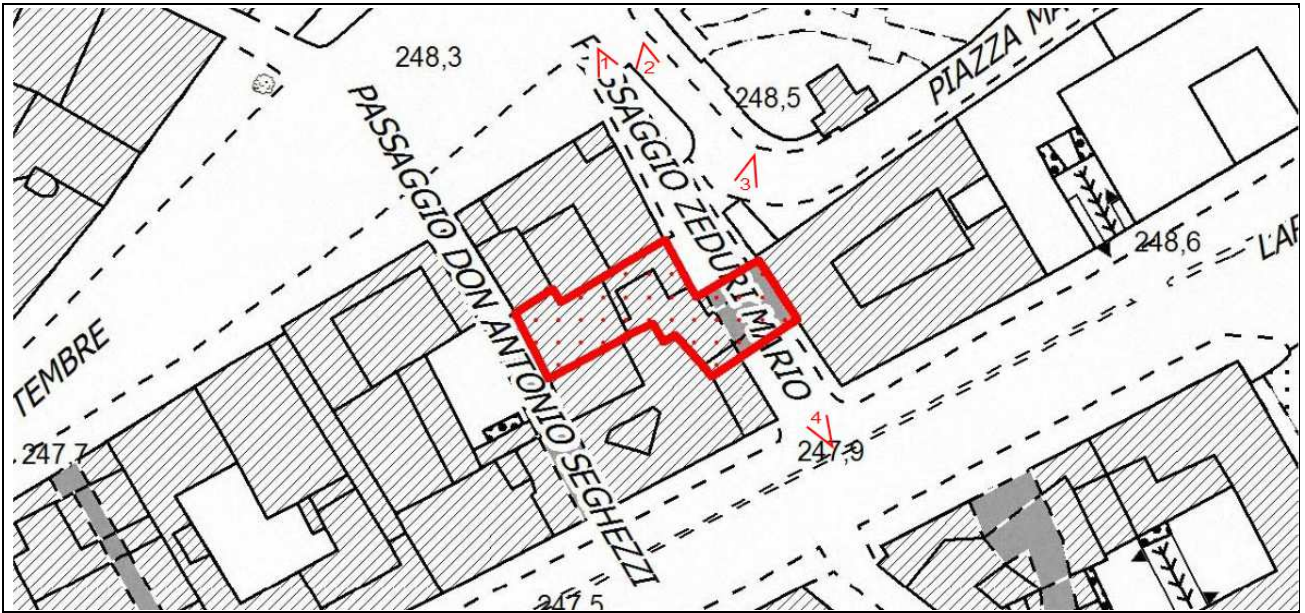 248,3
1
2
248,5
PIAZZA MA
PASSAGGIO DON ANTONIO SEGHEZZI
PASSAGGIO ZEDURI MARIO
3
248,6
LAR
TEMBRE
247,7
4
247,9
247,5